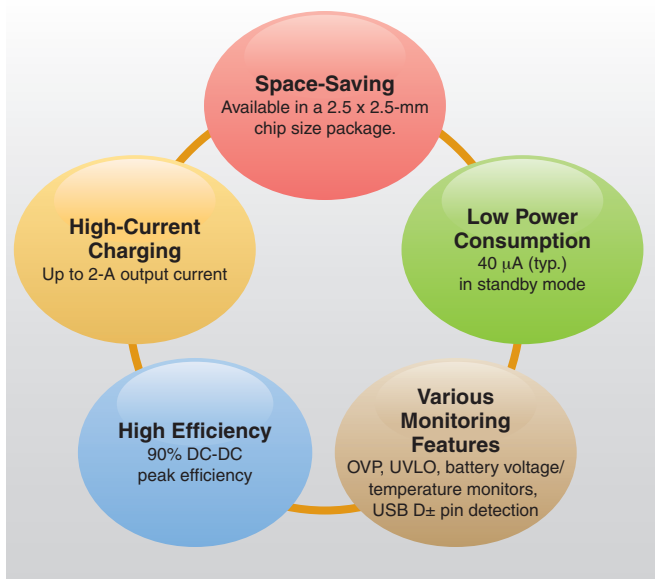 Space-Saving
Available in a 2.5 x 2.5-mm
chip size package.
High-Current
Charging
Up to 2-A output current
Low Power
Consumption
40 μA (typ.)
in standby mode
High Efficiency
90% DC-DC
peak efficiency
Various
Monitoring
Features
OVP, UVLO, battery voltage/
temperature monitors,
USB D± pin detection